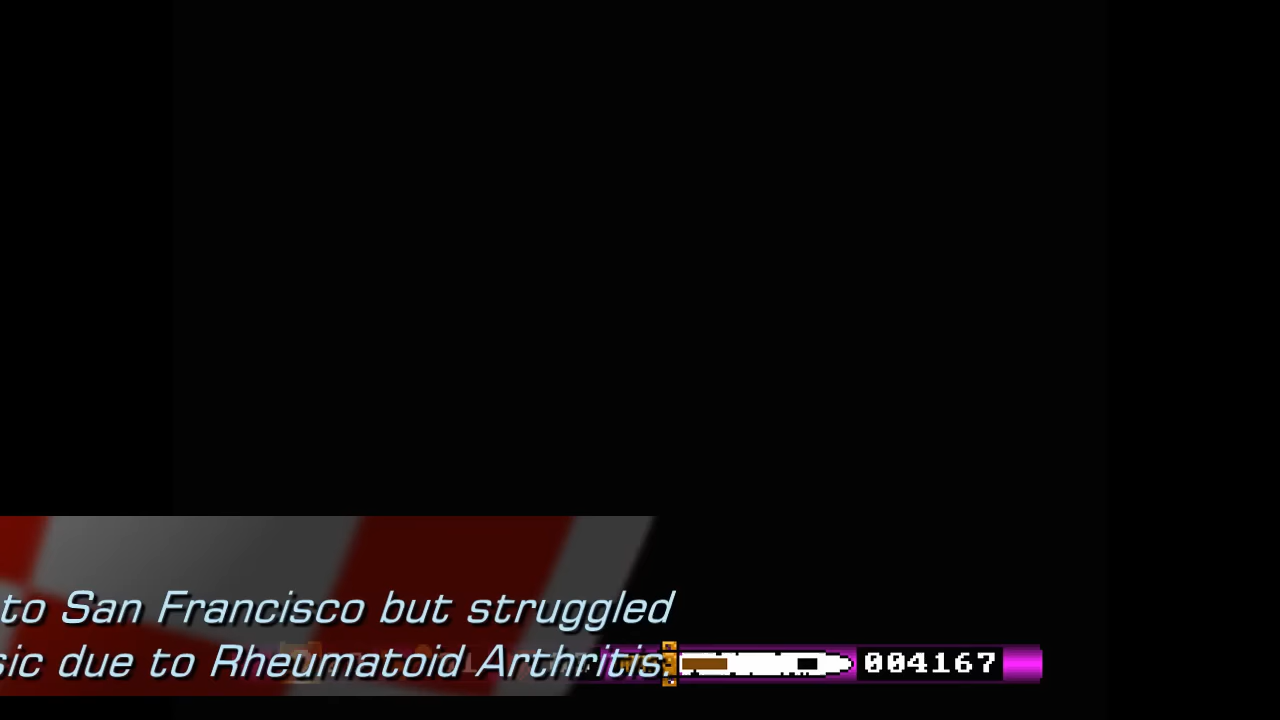 to San Francisco but struggled
sic due to Rheumatoid Arthritis.
004167